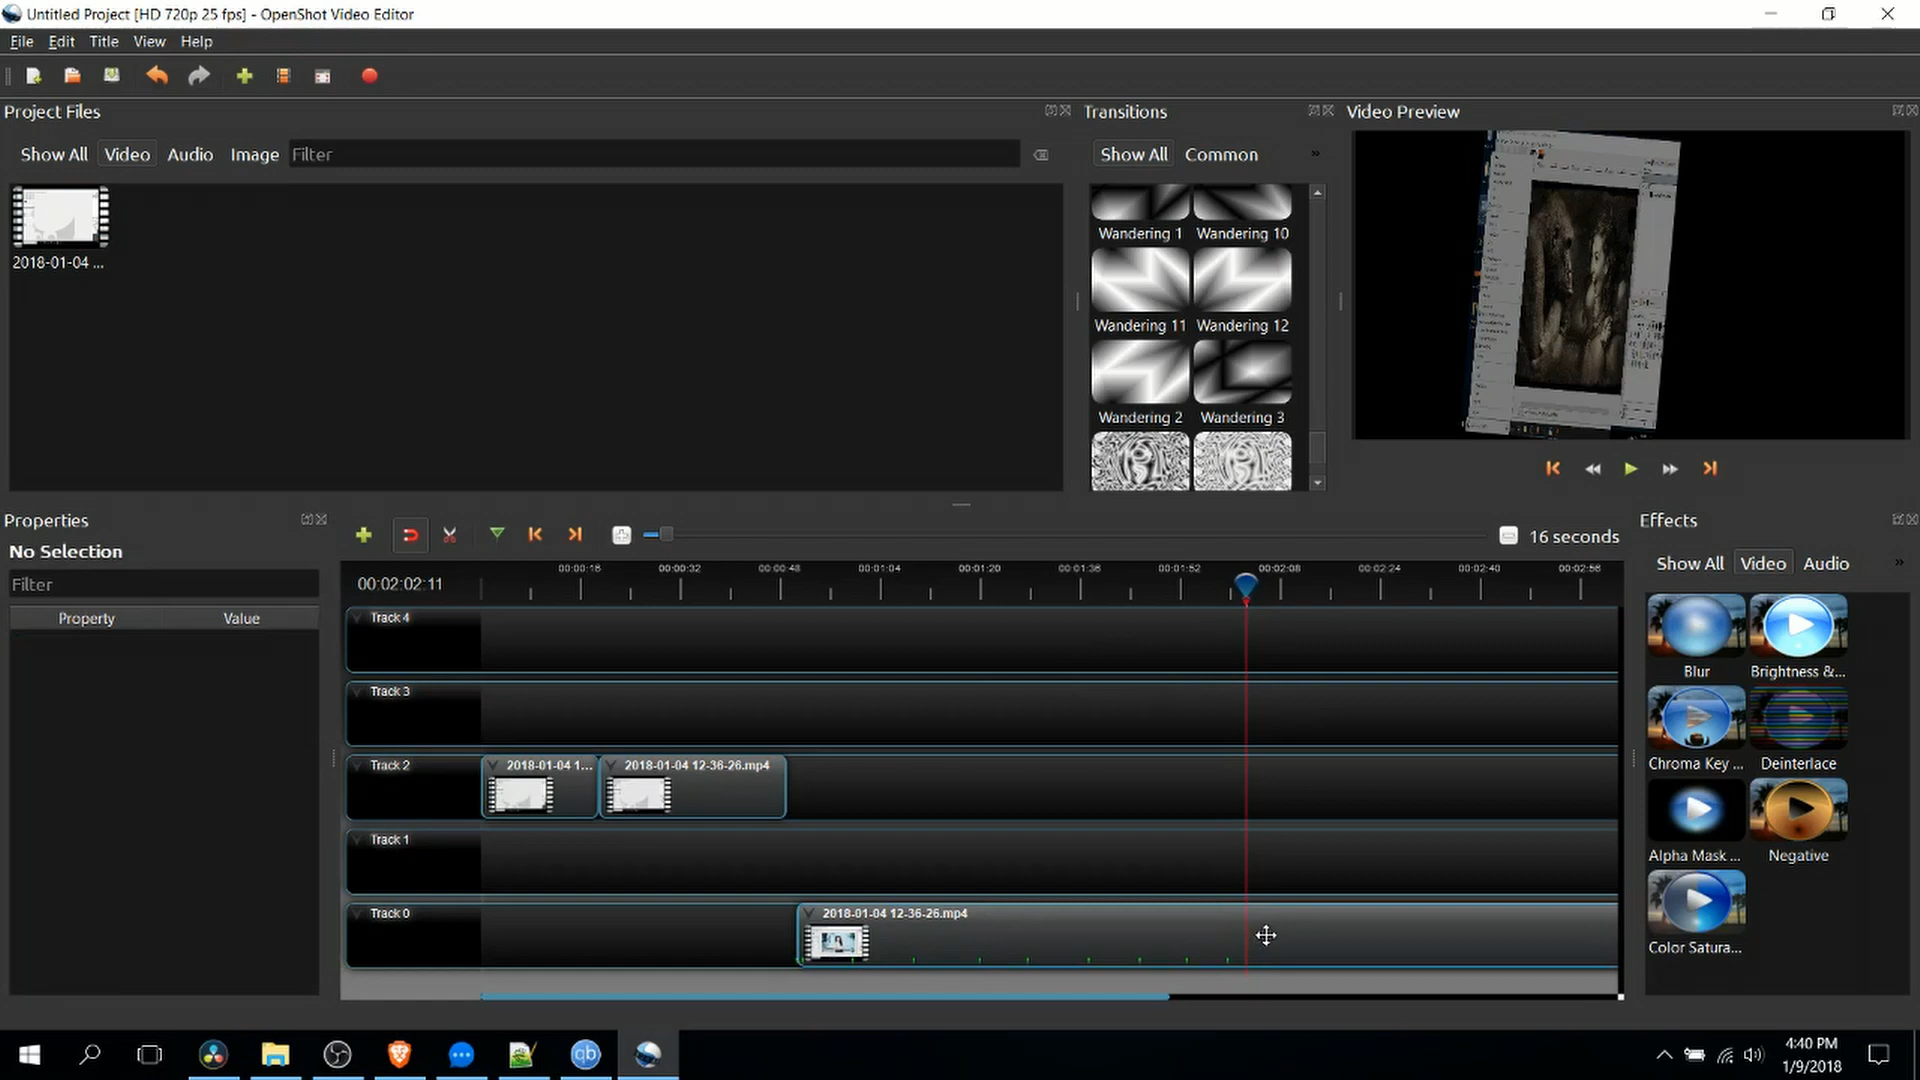 Untitled Project [HD 720p 25 fps] - OpenShot Video Editor
File Edit Title View Help
Project Files
Show All Video Audio Image Filter
2018-01-04 ...
Transitions
Show All Common »
Wandering 1 Wandering 10
Wandering 11 Wandering 12
Wandering 2 Wandering 3
Video Preview
Properties
No Selection
Filter
Property Value
16 seconds
00:02:02:11
00:00:16 00:00:32 00:00:48 00:01:04 00:01:20 00:01:36 00:01:52 00:02:08 00:02:24 00:02:40 00:02:56
Track 4
Track 3
Track 2
2018-01-04 1... 2018-01-04 12-36-26.mp4
Track 1
Track 0
2018-01-04 12-36-26.mp4
Effects
Show All Video Audio »
Blur Brightness &...
Chroma Key ... Deinterlace
Alpha Mask ... Negative
Color Satura...
qb
4:40 PM
1/9/2018